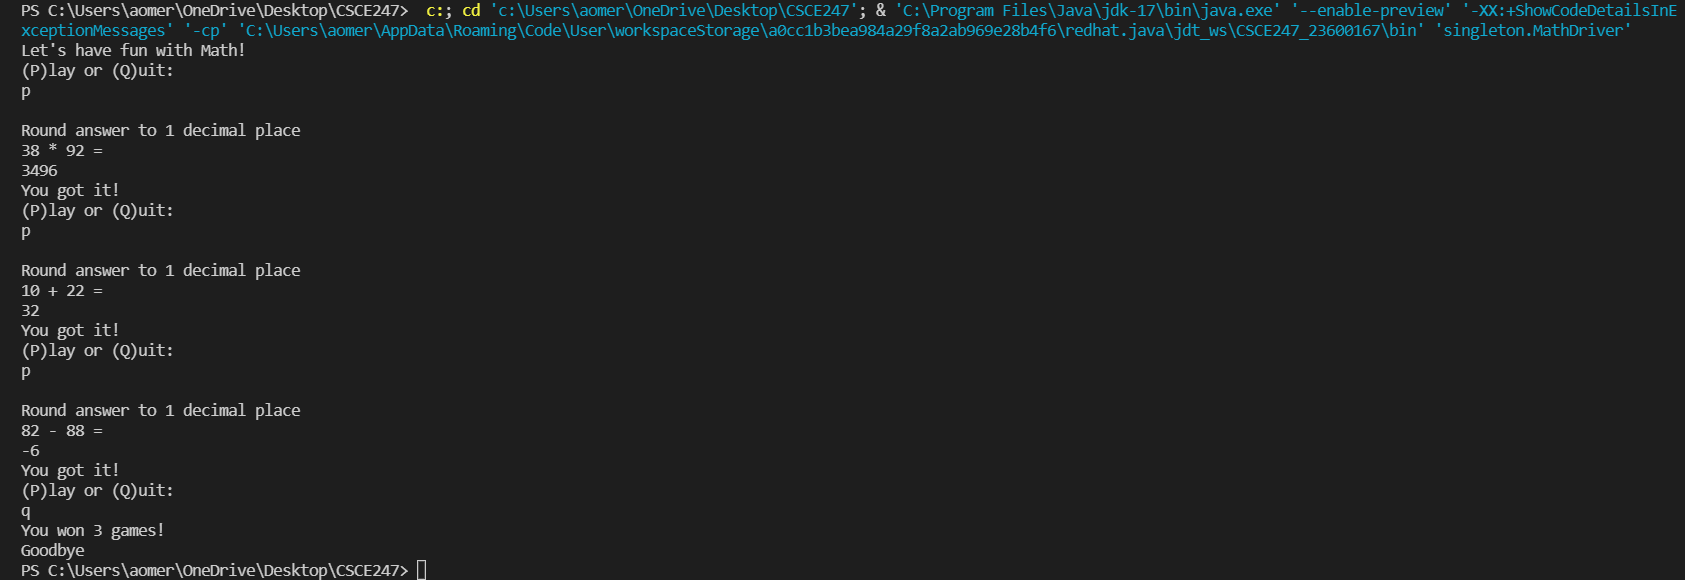 PS C:\Users\aomer\OneDrive\Desktop\CSCE247>  c:; cd 'c:\Users\aomer\OneDrive\Desktop\CSCE247'; & 'C:\Program Files\Java\jdk-17\bin\java.exe' '--enable-preview' '-XX:+ShowCodeDetailsInE
xceptionMessages' '-cp' 'C:\Users\aomer\AppData\Roaming\Code\User\workspaceStorage\a0cc1b3bea984a29f8a2ab969e28b4f6\redhat.java\jdt_ws\CSCE247_23600167\bin' 'singleton.MathDriver'
Let's have fun with Math!
(P)lay or (Q)uit:
p
Round answer to 1 decimal place
38 * 92 =
3496
You got it!
(P)lay or (Q)uit:
p
Round answer to 1 decimal place
10 + 22 =
32
You got it!
(P)lay or (Q)uit:
p
Round answer to 1 decimal place
82 - 88 =
-6
You got it!
(P)lay or (Q)uit:
q
You won 3 games!
Goodbye
PS C:\Users\aomer\OneDrive\Desktop\CSCE247>